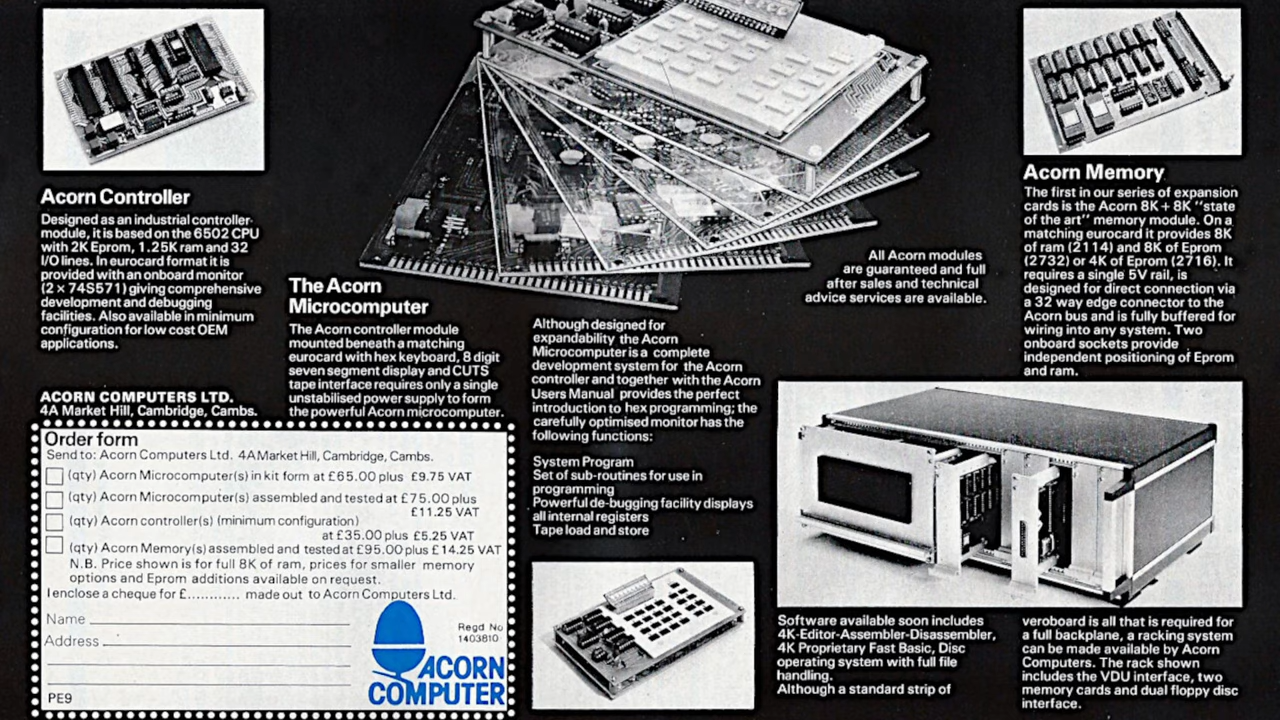 Acorn Controller
Designed as an industrial controller-
module, it is based on the 6502 CPU
with 2K Eprom, 1.25K ram and 32
I/O lines. In eurocard format it is
provided with an onboard monitor
(2 × 74S571) giving comprehensive
development and debugging
facilities. Also available in minimum
configuration for low cost OEM
applications.
ACORN COMPUTERS LTD.
4A Market Hill, Cambridge, Cambs.
The Acorn
Microcomputer
The Acorn controller module
mounted beneath a matching
eurocard with hex keyboard, 8 digit
seven segment display and CUTS
tape interface requires only a single
unstabilised power supply to form
the powerful Acorn microcomputer.
Although designed for
expandability the Acorn
Microcomputer is a complete
development system for the Acorn
controller and together with the Acorn
Users Manual provides the perfect
introduction to hex programming; the
carefully optimised monitor has the
following functions:
System Program
Set of sub-routines for use in
programming
Powerful de-bugging facility displays
all internal registers
Tape load and store
All Acorn modules
are guaranteed and full
after sales and technical
advice services are available.
Acorn Memory
The first in our series of expansion
cards is the Acorn 8K + 8K "state
of the art" memory module. On a
matching eurocard it provides 8K
of ram (2114) and 8K of Eprom
(2732) or 4K of Eprom (2716). It
requires a single 5V rail, is
designed for direct connection via
a 32 way edge connector to the
Acorn bus and is fully buffered for
wiring into any system. Two
onboard sockets provide
independent positioning of Eprom
and ram.
Software available soon includes
4K-Editor-Assembler-Disassembler,
4K Proprietary Fast Basic, Disc
operating system with full file
handling.
Although a standard strip of
veroboard is all that is required for
a full backplane, a racking system
can be made available by Acorn
Computers. The rack shown
includes the VDU interface, two
memory cards and dual floppy disc
interface.
Order form
Send to: Acorn Computers Ltd. 4A Market Hill, Cambridge, Cambs.
(qty) Acorn Microcomputer(s) in kit form at £65.00 plus £9.75 VAT
(qty) Acorn Microcomputer(s) assembled and tested at £75.00 plus
£11.25 VAT
(qty) Acorn controller(s) (minimum configuration)
at £35.00 plus £5.25 VAT
(qty) Acorn Memory(s) assembled and tested at £95.00 plus £14.25 VAT
N.B. Price shown is for full 8K of ram, prices for smaller memory
options and Eprom additions available on request.
I enclose a cheque for £............ made out to Acorn Computers Ltd.
Name
Address
PE9
Regd No
1403810
ACORN
COMPUTER